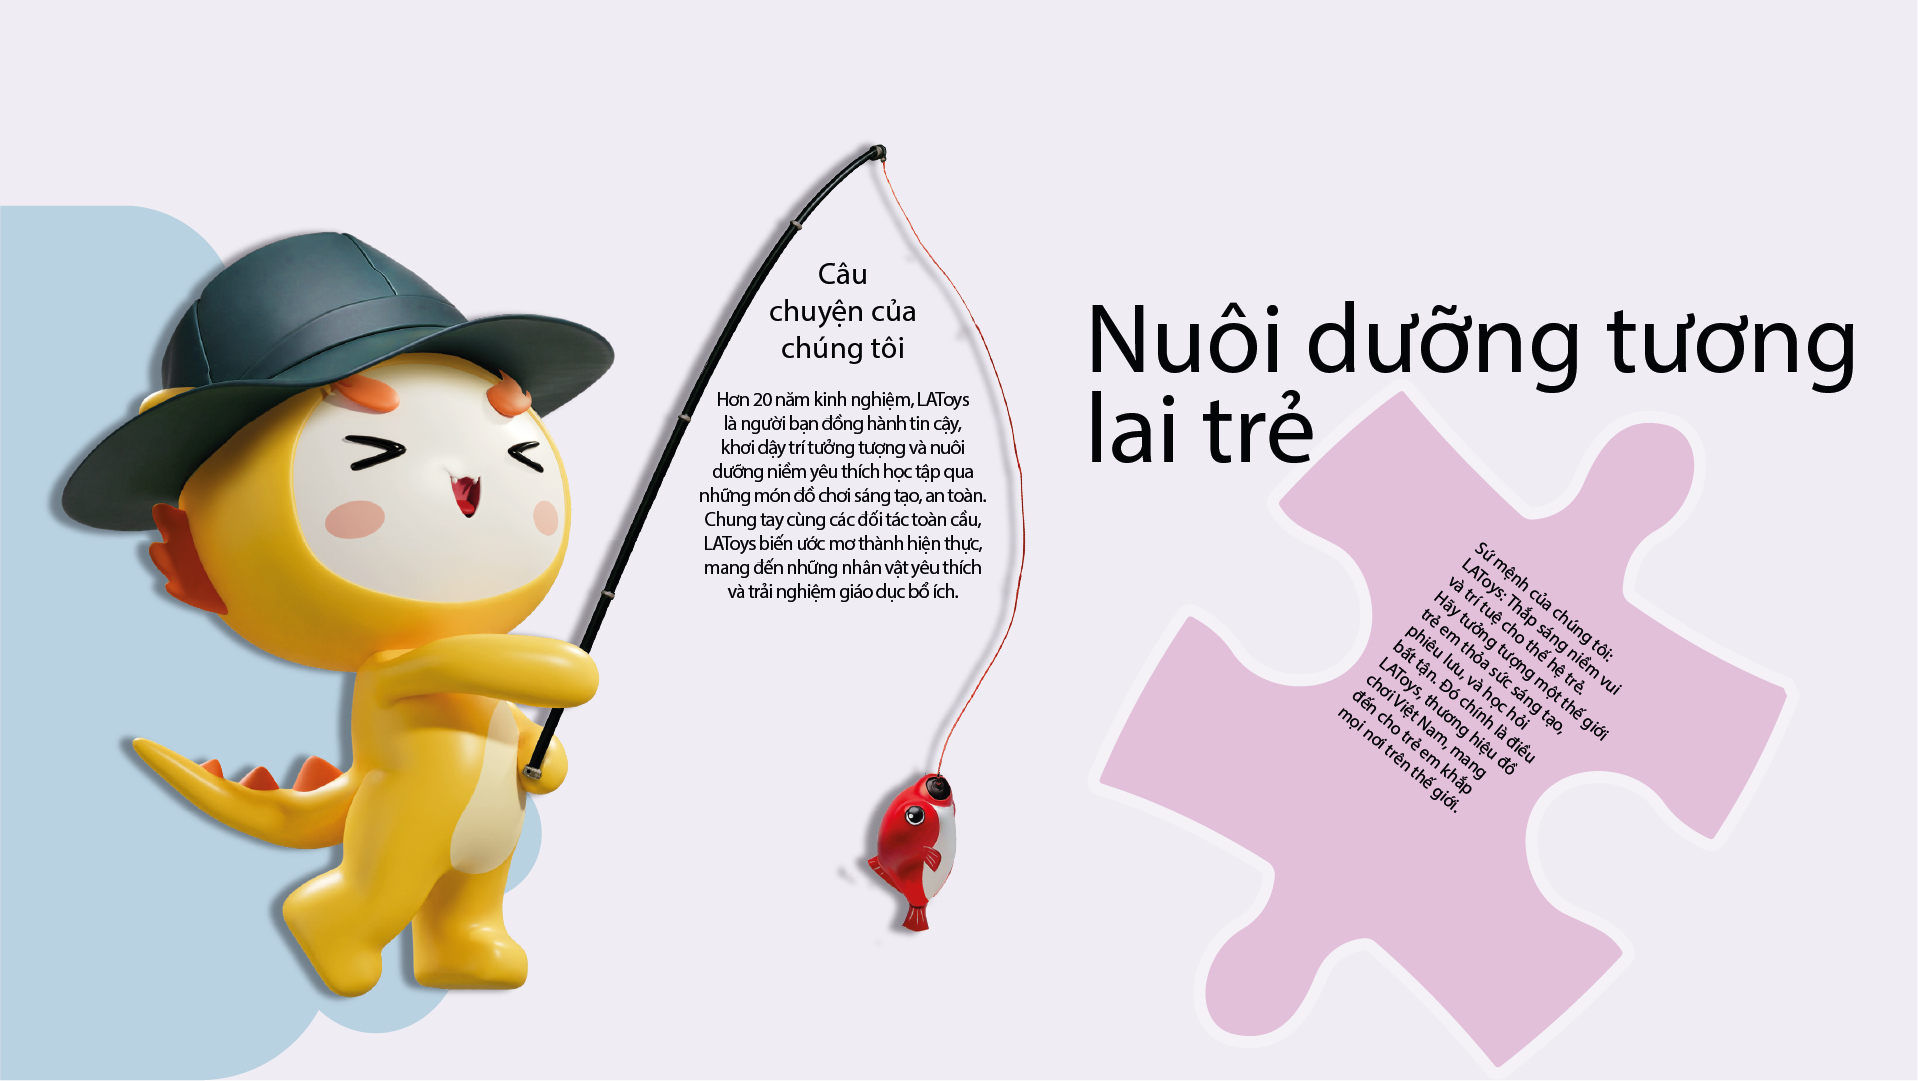 Câu
chuyện của
chúng tôi
Hơn 20 năm kinh nghiệm, LAToys
là người bạn đồng hành tin cậy,
khơi dậy trí tưởng tượng và nuôi
dưỡng niềm yêu thích học tập qua
những món đồ chơi sáng tạo, an toàn.
Chung tay cùng các đối tác toàn cầu,
LAToys biến ước mơ thành hiện thực,
mang đến những nhân vật yêu thích
và trải nghiệm giáo dục bổ ích.
Nuôi dưỡng tương
lai trẻ
Sứ mệnh của chúng tôi:
LAToys: Thắp sáng niềm vui
và trí tuệ cho thế hệ trẻ.
Hãy tưởng tượng một thế giới
trẻ em thỏa sức sáng tạo,
phiêu lưu, và học hỏi
bất tận. Đó chính là điều
LAToys, thương hiệu đồ
chơi Việt Nam, mang
đến cho trẻ em khắp
mọi nơi trên thế giới.